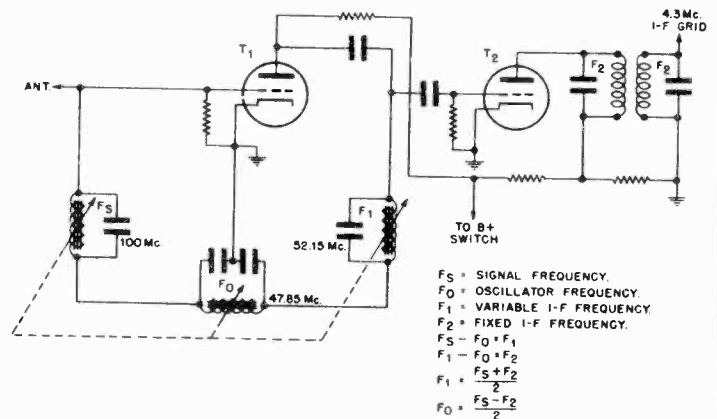 4.3 Mc.
I-F GRID
T1
T2
F2
F2
ANT.
FS
100 Mc.
F1
52.15 Mc.
FO
47.85 Mc.
TO B+
SWITCH
FS = SIGNAL FREQUENCY.
FO = OSCILLATOR FREQUENCY.
F1 = VARIABLE I-F FREQUENCY.
F2 = FIXED I-F FREQUENCY.
FS - FO = F1
F1 - FO = F2
F1 = FS + F2 / 2
FO = FS - F2 / 2